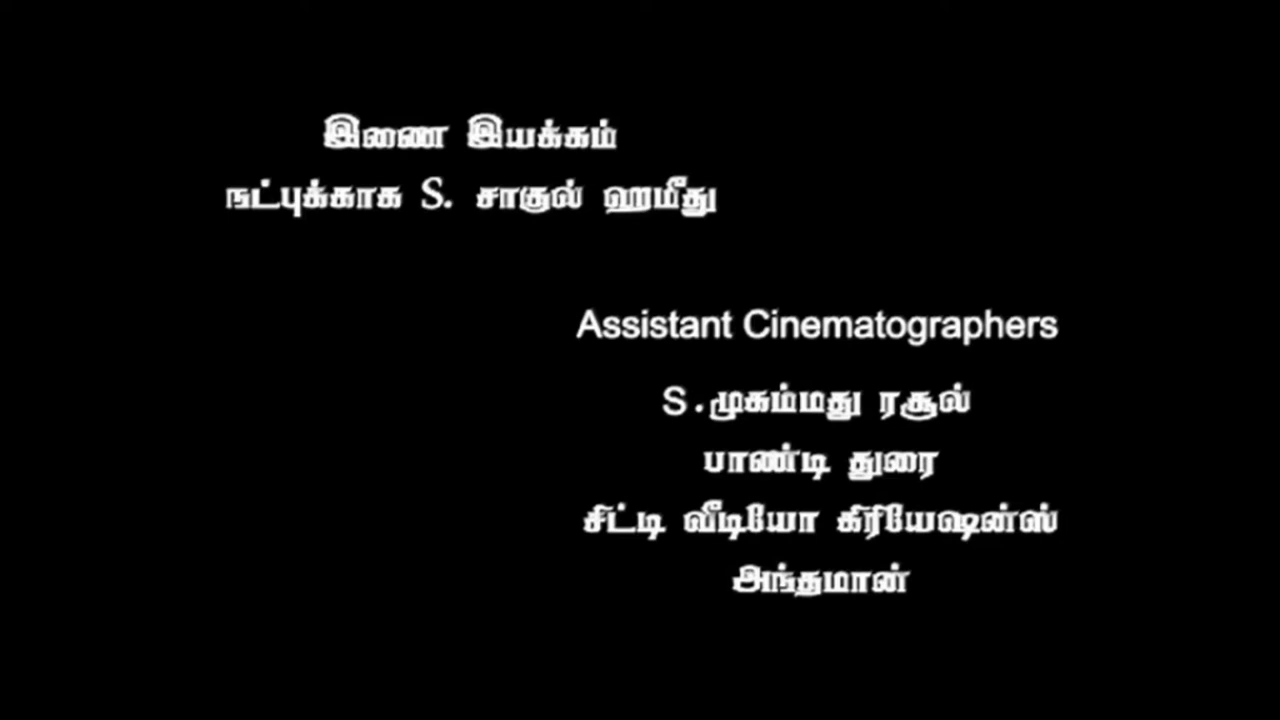 இணை இயக்கம்
நட்புக்காக S. சாகுல் ஹமீது
Assistant Cinematographers
S.முகம்மது ரசூல்
பாண்டி துரை
சிட்டி வீடியோ கிரியேஷன்ஸ்
அந்தமான்